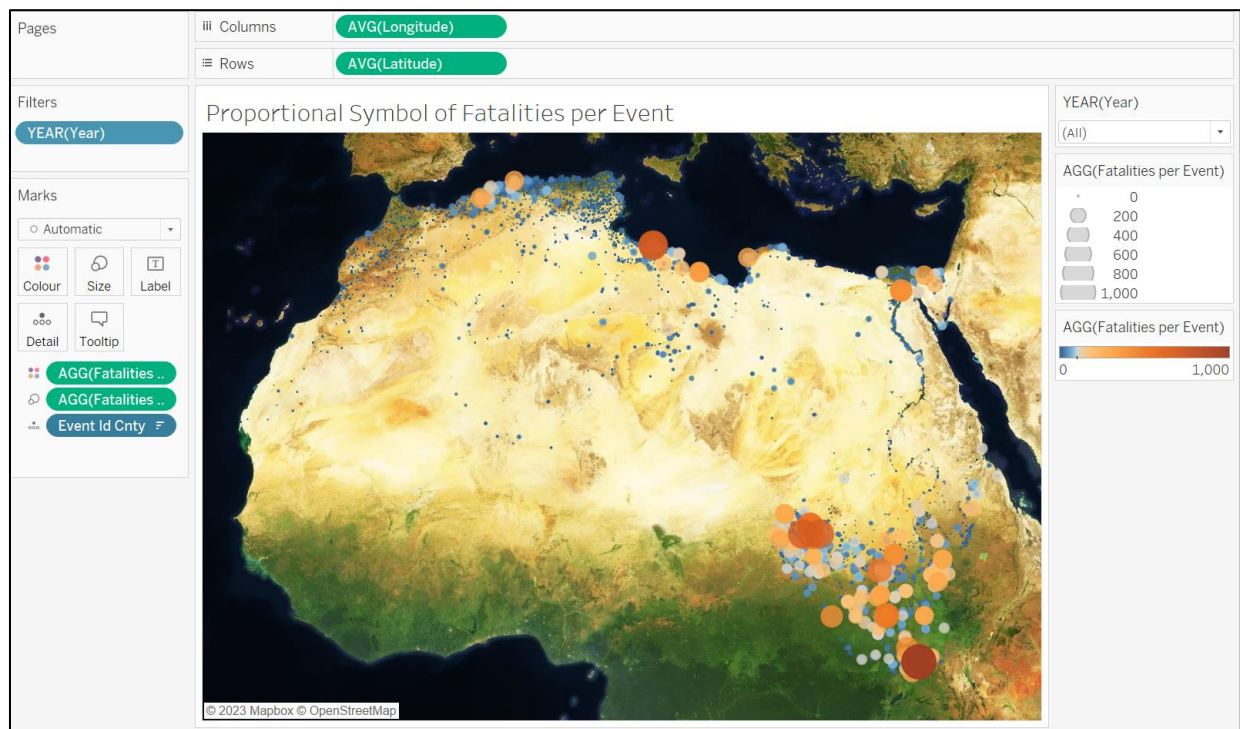 Pages
Columns
AVG(Longitude)
Rows
AVG(Latitude)
Filters
YEAR(Year)
Marks
Automatic
Colour
Size
Label
Detail
Tooltip
AGG(Fatalities ..
AGG(Fatalities ..
Event Id Cnty
Proportional Symbol of Fatalities per Event
© 2023 Mapbox © OpenStreetMap
YEAR(Year)
(All)
AGG(Fatalities per Event)
0
200
400
600
800
1,000
AGG(Fatalities per Event)
0 1,000